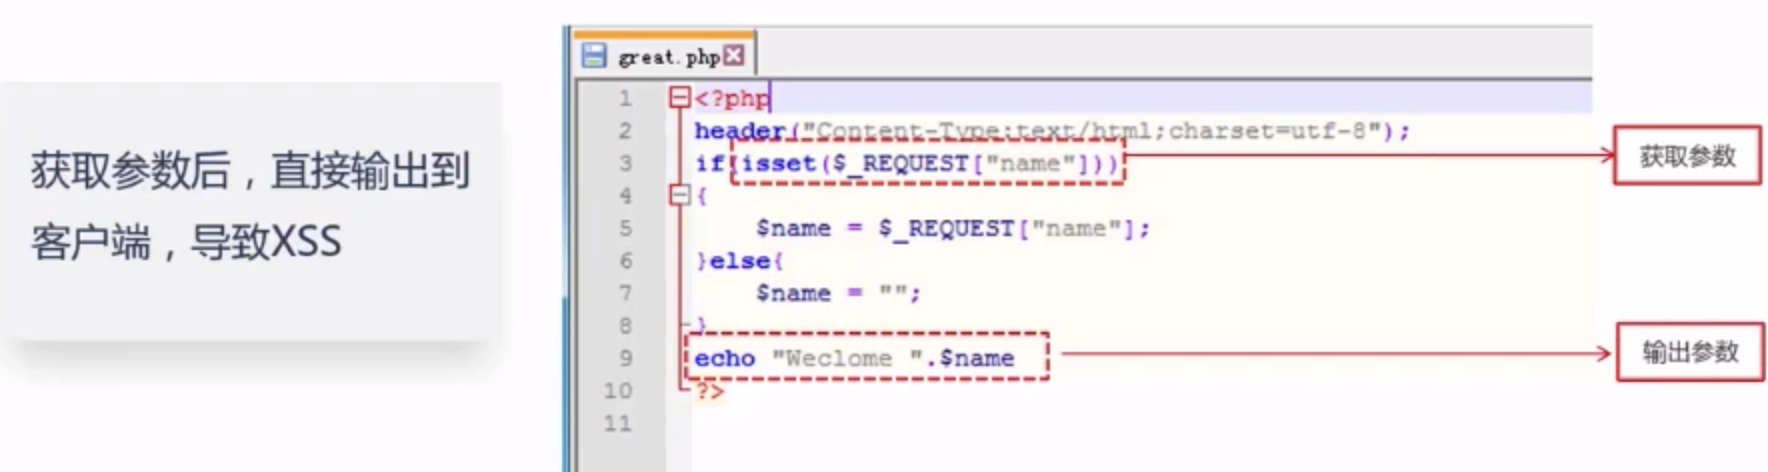 获取参数后，直接输出到
客户端，导致XSS
great.php
1 <?php
2 header("Content-Type:text/html;charset=utf-8");
3 if(isset($_REQUEST["name"]))
4 {
5 $name = $_REQUEST["name"];
6 }else{
7 $name = "";
8 }
9 echo "Weclome ".$name
10 ?>
11
获取参数
输出参数